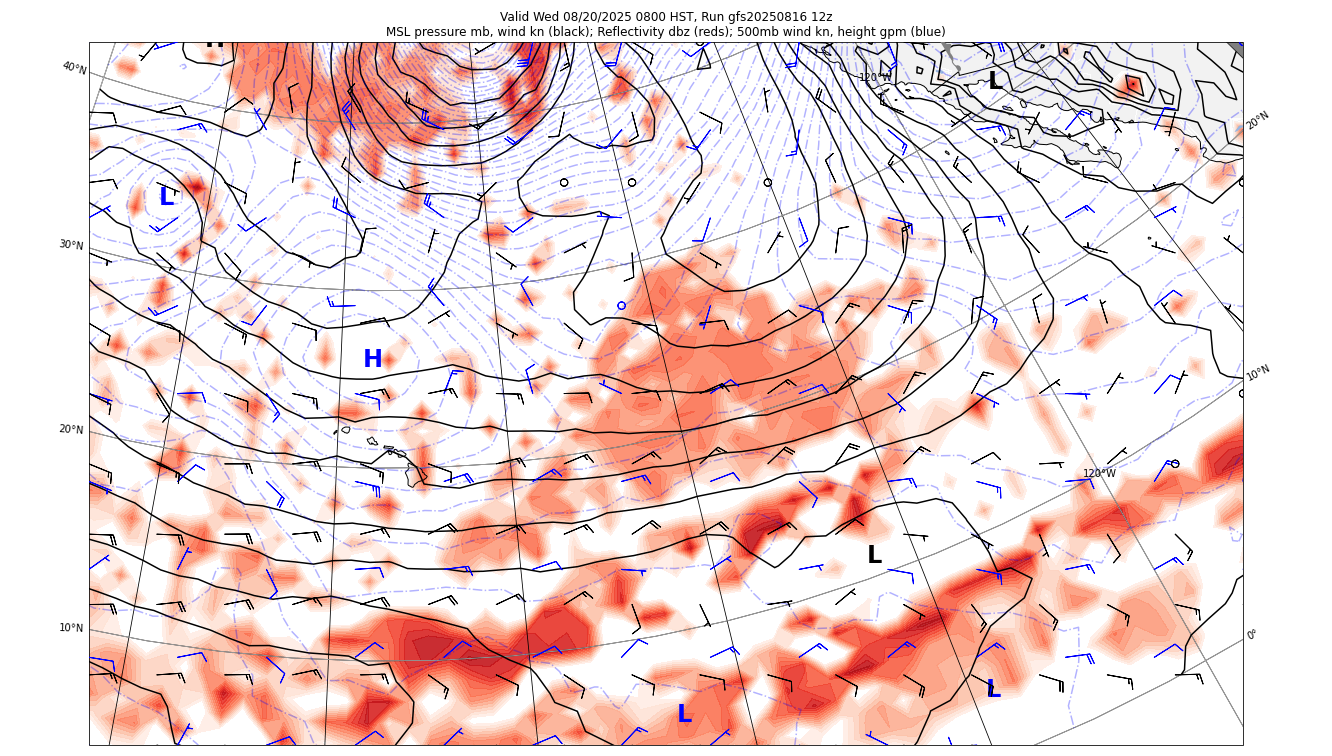 Valid Wed 08/20/2025 0800 HST, Run gfs20250816 12z
MSL pressure mb, wind kn (black); Reflectivity dbz (reds); 500mb wind kn, height gpm (blue)
H
40°N
120°W
L
20°N
L
30°N
H
10°N
20°N
120°W
L
10°N
0°
L
L